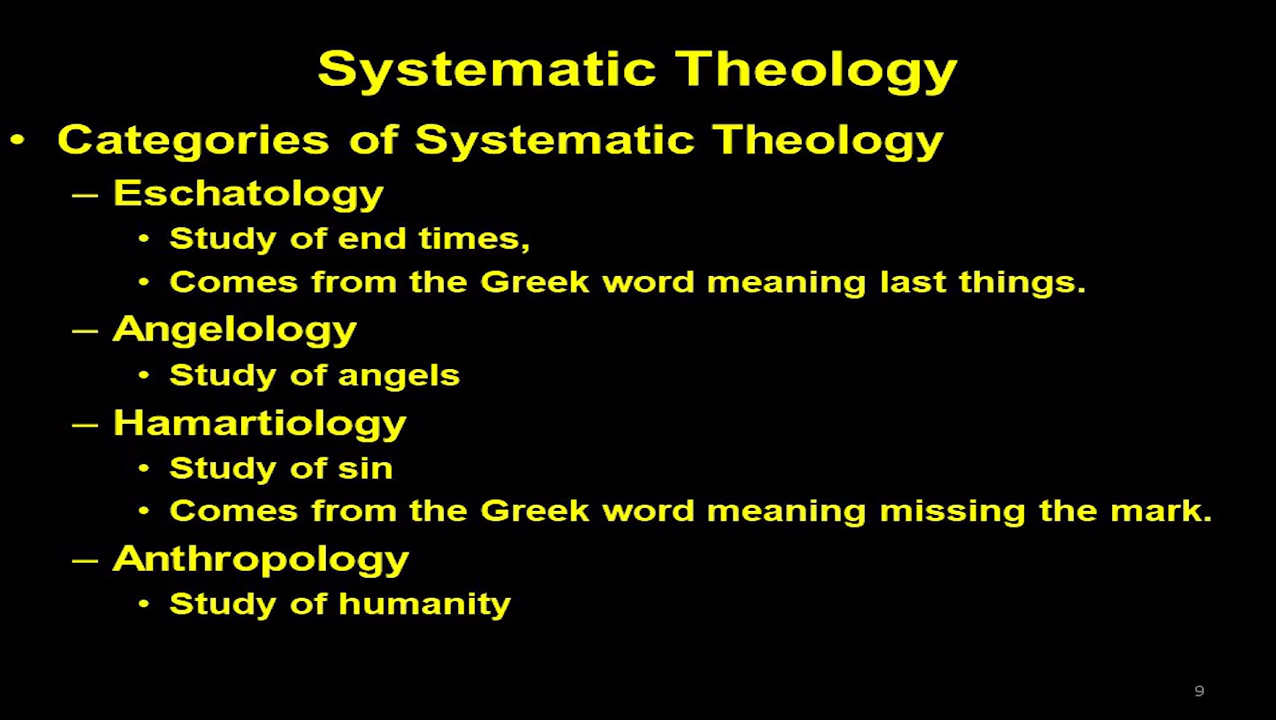 Systematic Theology
• Categories of Systematic Theology
– Eschatology
• Study of end times,
• Comes from the Greek word meaning last things.
– Angelology
• Study of angels
– Hamartiology
• Study of sin
• Comes from the Greek word meaning missing the mark.
– Anthropology
• Study of humanity
9